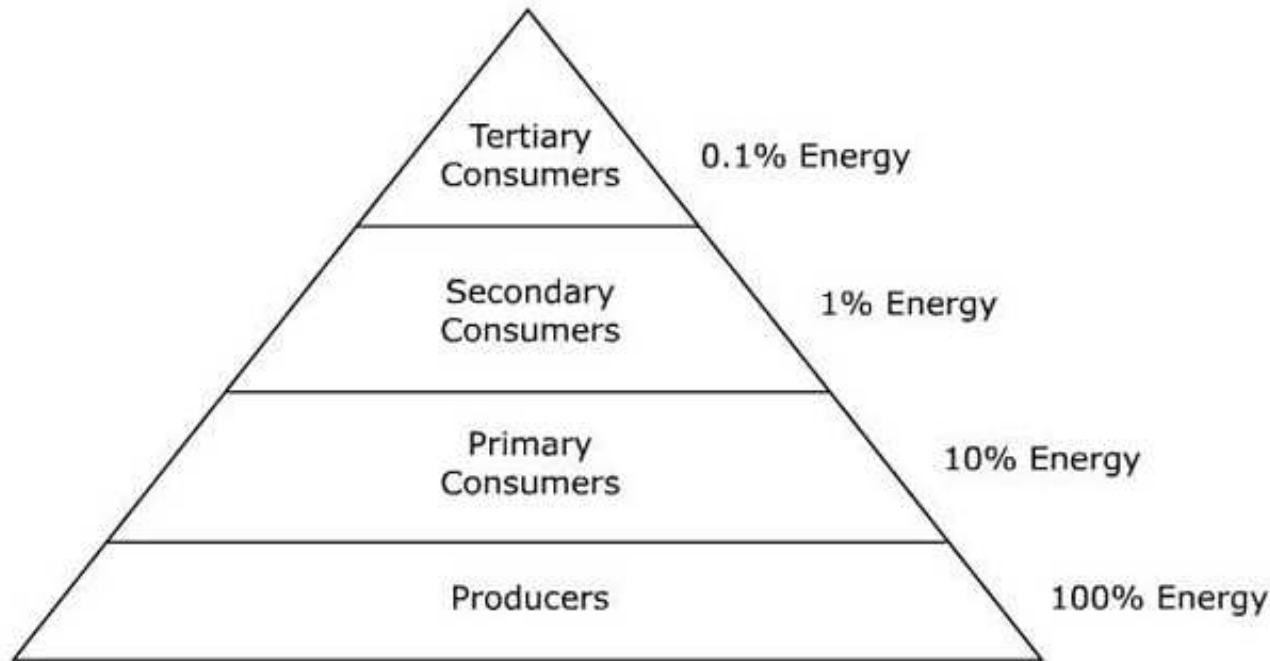 Tertiary
Consumers
0.1% Energy
Secondary
Consumers
1% Energy
Primary
Consumers
10% Energy
Producers
100% Energy